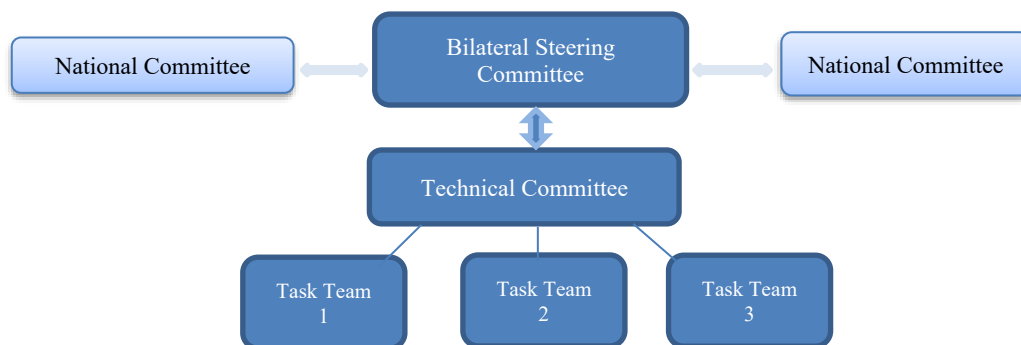 National Committee
Bilateral Steering
Committee
National Committee
Technical Committee
Task Team
1
Task Team
2
Task Team
3